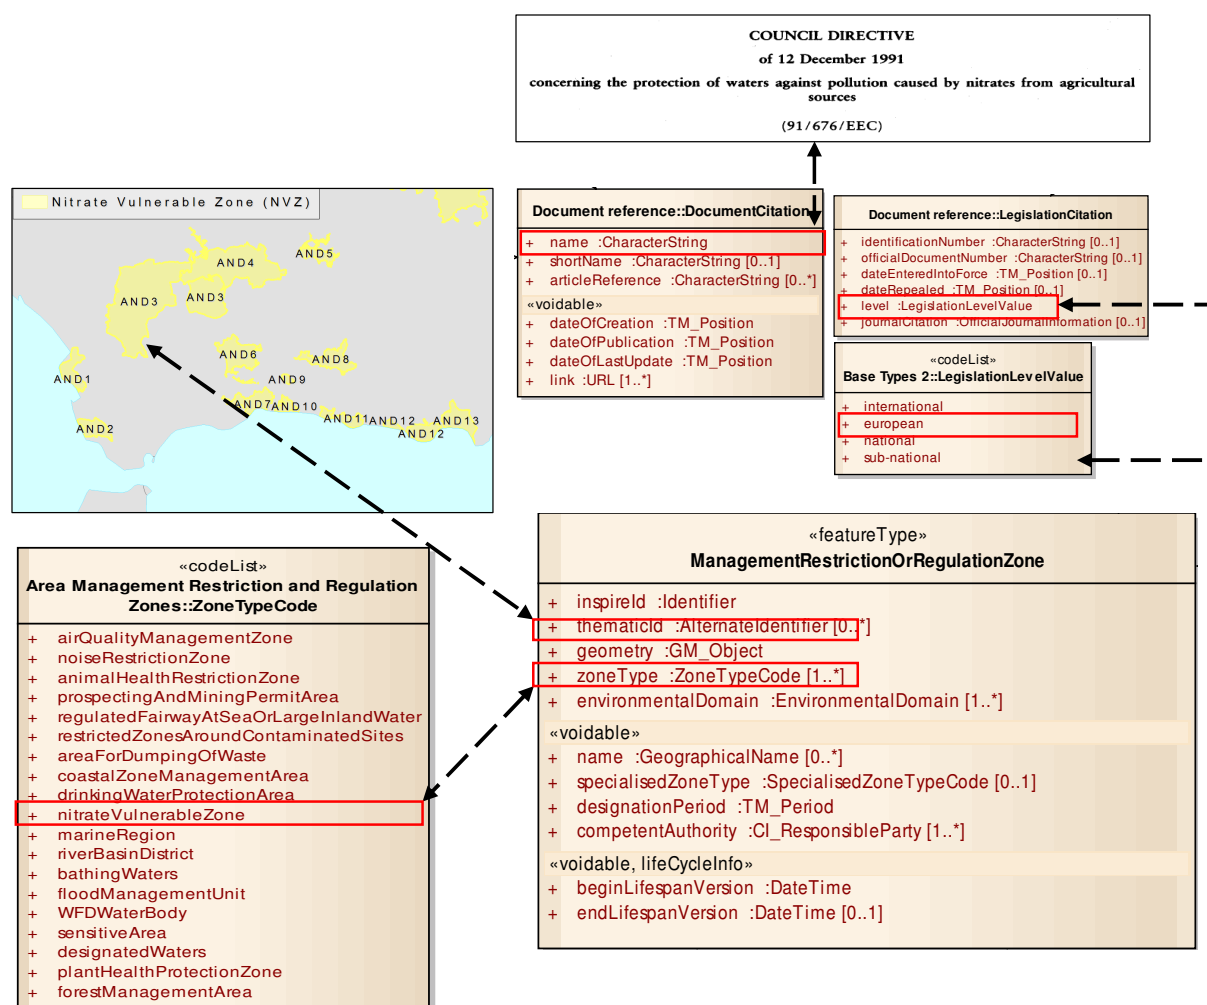 COUNCIL DIRECTIVE
of 12 December 1991
concerning the protection of waters against pollution caused by nitrates from agricultural
sources
(91/676/EEC)
Nitrate Vulnerable Zone (NVZ)
AND5
AND4
AND3
AND3
AND6
AND8
AND1
AND9
AND7
AND10
AND11
AND12
AND13
AND2
AND12
Document reference::DocumentCitation
+ name :CharacterString
+ shortName :CharacterString [0..1]
+ articleReference :CharacterString [0..*]
«voidable»
+ dateOfCreation :TM_Position
+ dateOfPublication :TM_Position
+ dateOfLastUpdate :TM_Position
+ link :URL [1..*]
Document reference::LegislationCitation
+ identificationNumber :CharacterString [0..1]
+ officialDocumentNumber :CharacterString [0..1]
+ dateEnteredIntoForce :TM_Position [0..1]
+ dateRepealed :TM_Position [0..1]
+ level :LegislationLevelValue
+ journalCitation :OfficialJournalInformation [0..1]
«codeList»
Base Types 2::LegislationLevelValue
+ international
+ european
+ national
+ sub-national
«codeList»
Area Management Restriction and Regulation
Zones::ZoneTypeCode
+ airQualityManagementZone
+ noiseRestrictionZone
+ animalHealthRestrictionZone
+ prospectingAndMiningPermitArea
+ regulatedFairwayAtSeaOrLargeInlandWater
+ restrictedZonesAroundContaminatedSites
+ areaForDumpingOfWaste
+ coastalZoneManagementArea
+ drinkingWaterProtectionArea
+ nitrateVulnerableZone
+ marineRegion
+ riverBasinDistrict
+ bathingWaters
+ floodManagementUnit
+ WFDWaterBody
+ sensitiveArea
+ designatedWaters
+ plantHealthProtectionZone
+ forestManagementArea
«featureType»
ManagementRestrictionOrRegulationZone
+ inspireId :Identifier
+ thematicId :AlternateIdentifier [0..*]
+ geometry :GM_Object
+ zoneType :ZoneTypeCode [1..*]
+ environmentalDomain :EnvironmentalDomain [1..*]
«voidable»
+ name :GeographicalName [0..*]
+ specialisedZoneType :SpecialisedZoneTypeCode [0..1]
+ designationPeriod :TM_Period
+ competentAuthority :CI_ResponsibleParty [1..*]
«voidable, lifeCycleInfo»
+ beginLifespanVersion :DateTime
+ endLifespanVersion :DateTime [0..1]